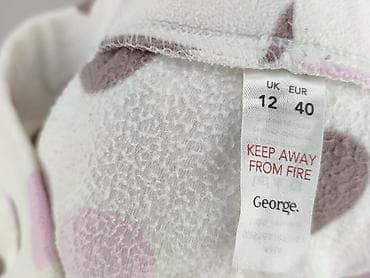 UK EUR
12 40
KEEP AWAY
FROM FIRE
George.